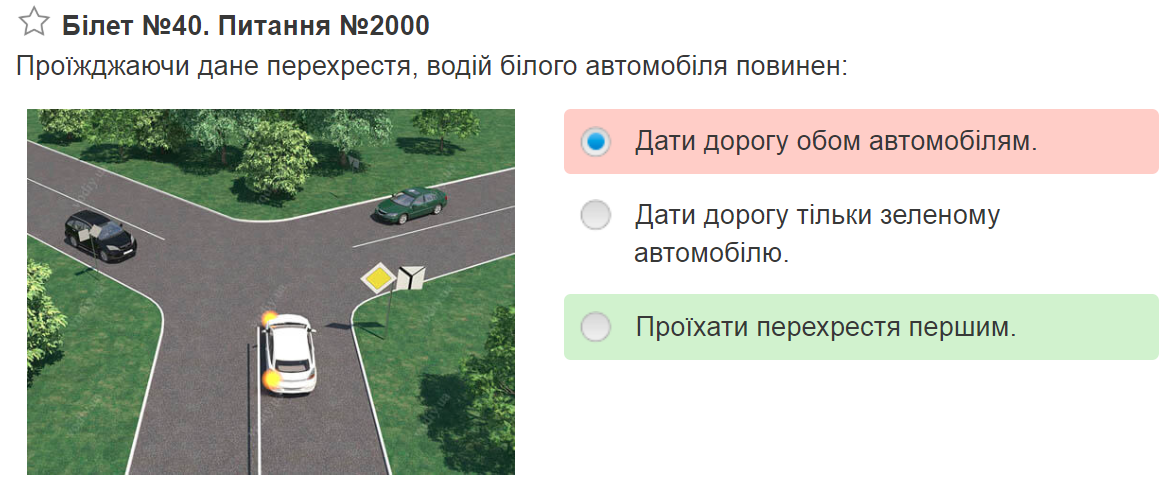 Білет №40. Питання №2000
Проїжджаючи дане перехрестя, водій білого автомобіля повинен:
Дати дорогу обом автомобілям.
Дати дорогу тільки зеленому
автомобілю.
Проїхати перехрестя першим.